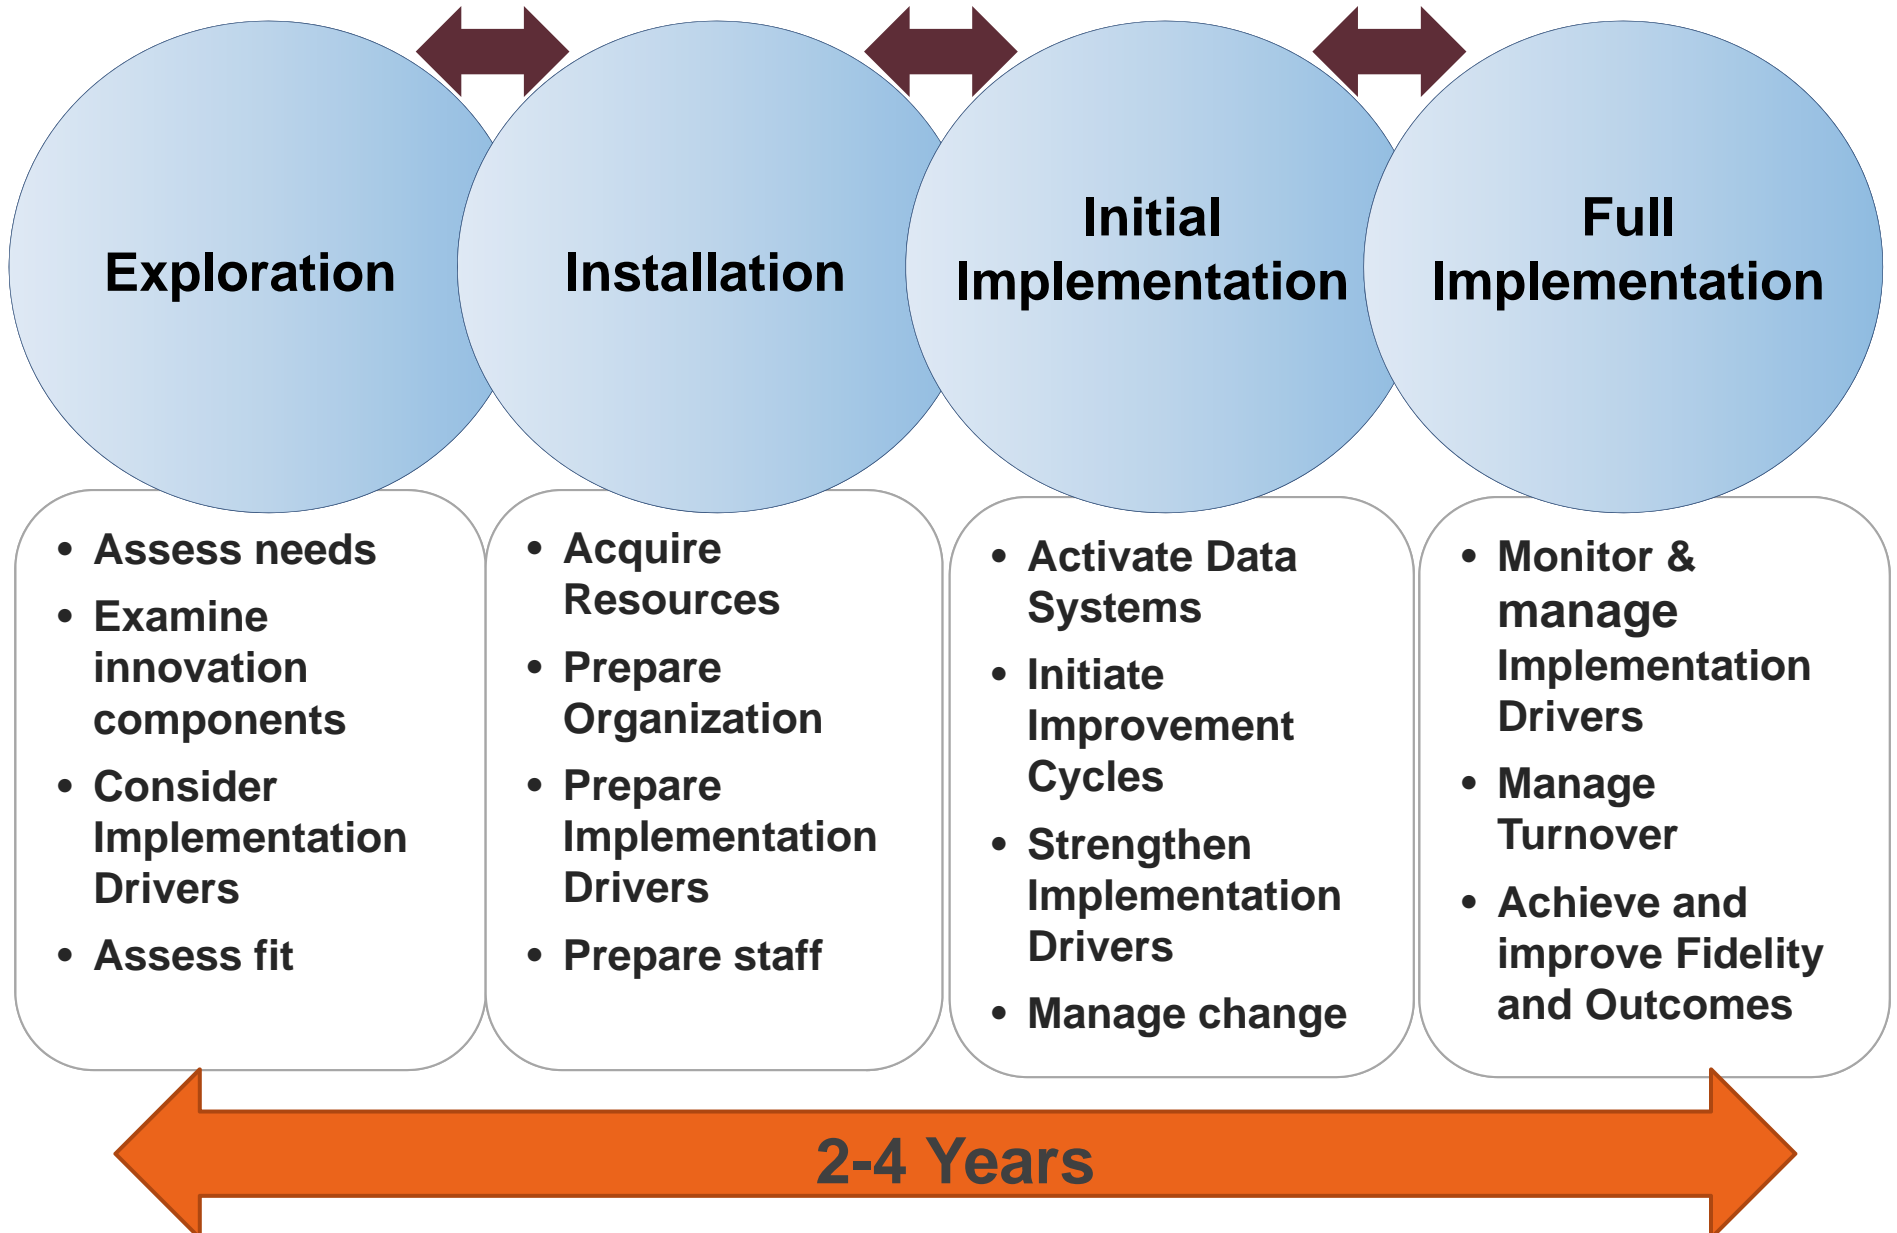 Exploration
Installation
Initial
Implementation
Full
Implementation
• Assess needs
• Examine
innovation
components
• Consider
Implementation
Drivers
• Assess fit
• Acquire
Resources
• Prepare
Organization
• Prepare
Implementation
Drivers
• Prepare staff
• Activate Data
Systems
• Initiate
Improvement
Cycles
• Strengthen
Implementation
Drivers
• Manage change
• Monitor &
manage
Implementation
Drivers
• Manage
Turnover
• Achieve and
improve Fidelity
and Outcomes
2-4 Years